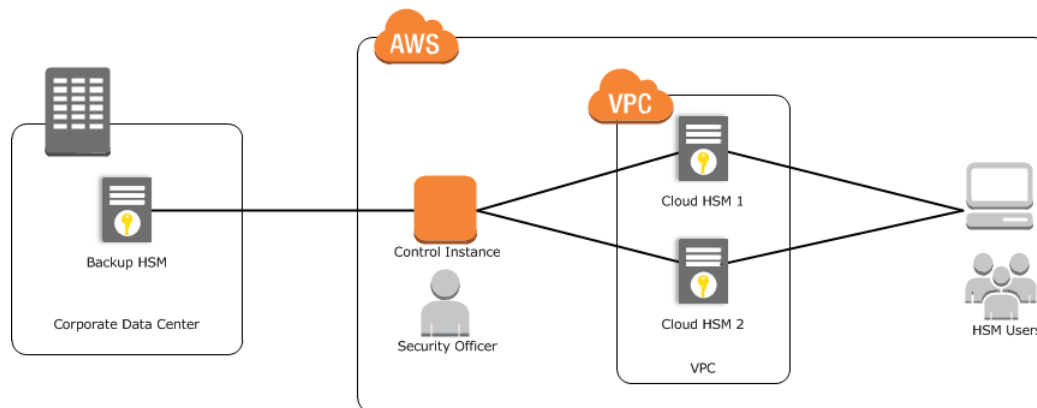 AWS
VPC
Cloud HSM 1
Backup HSM
Control Instance
Corporate Data Center
Security Officer
Cloud HSM 2
HSM Users
VPC